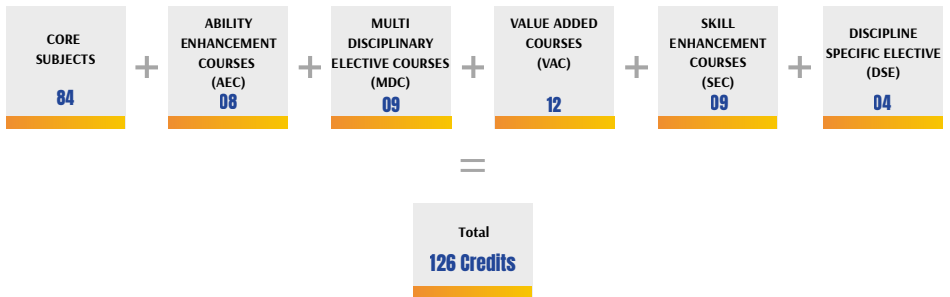 CORE
SUBJECTS
84
+
ABILITY
ENHANCEMENT
COURSES
(AEC)
08
+
MULTI
DISCIPLINARY
ELECTIVE COURSES
(MDC)
09
+
VALUE ADDED
COURSES
(VAC)
12
+
SKILL
ENHANCEMENT
COURSES
(SEC)
09
+
DISCIPLINE
SPECIFIC ELECTIVE
(DSE)
04
=
Total
126 Credits